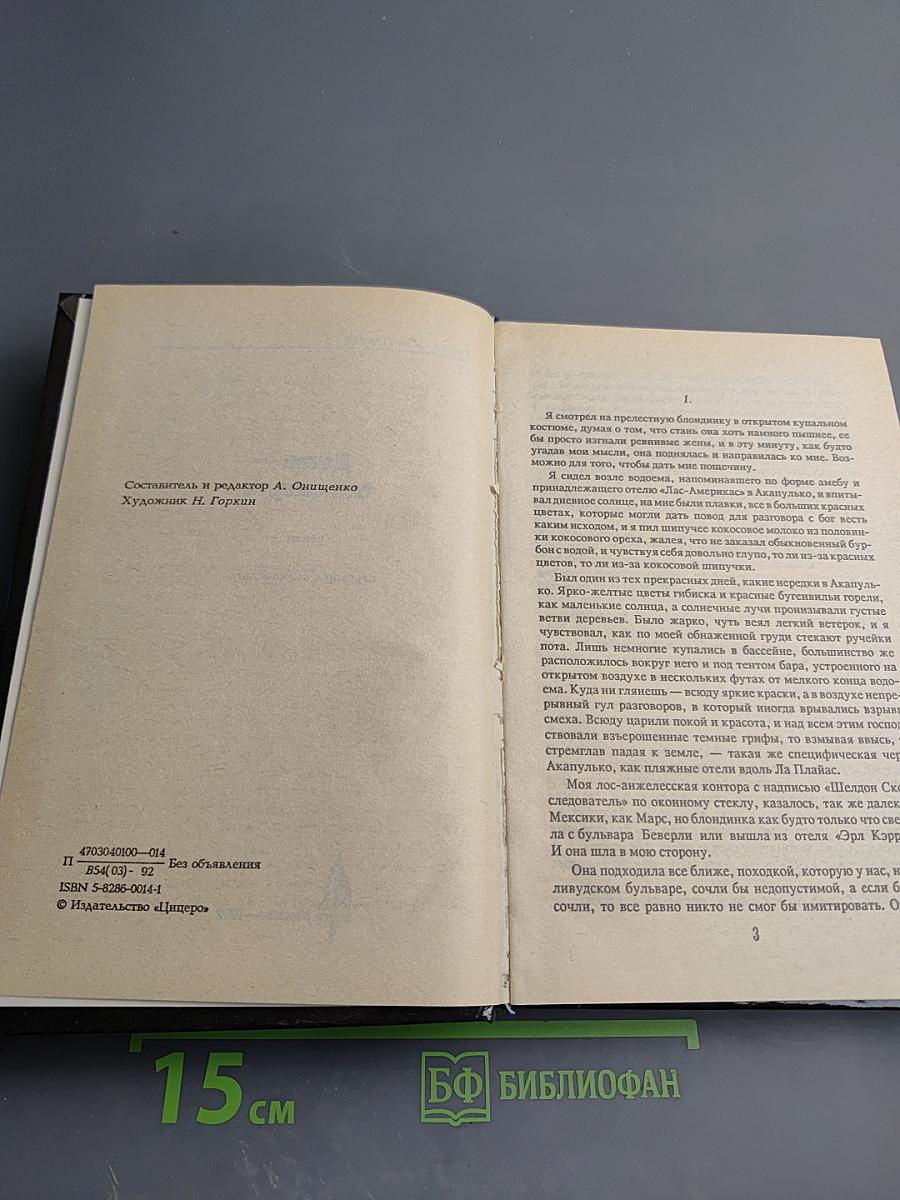 Составитель и редактор А. Онищенко
Художник Н. Горкин
П 4703040100—014 / В54(03)- 92 Без объявления
ISBN 5-8286-0014-1
© Издательство «Цицеро»
1.
Я смотрел на прелестную блондинку в открытом купальном
костюме, думая о том, что стань она хоть намного пышнее, ее
бы просто изгнали ревнивые жены, и в эту минуту, как будто
угадав мои мысли, она поднялась и направилась ко мне. Воз-
можно для того, чтобы дать мне пощечину.
Я сидел возле водоема, напоминавшего по форме амебу и
принадлежащего отелю «Лас-Америкас» в Акапулько, и впиты-
вал дневное солнце, на мне были плавки, все в больших красных
цветах, которые могли дать повод для разговора с бог весть
каким исходом, и я пил шипучее кокосовое молоко из половин-
ки кокосового ореха, жалея, что не заказал обыкновенный бур-
бон с водой, и чувствуя себя довольно глупо, то ли из-за красных
цветов, то ли из-за кокосовой шипучки.
Был один из тех прекрасных дней, какие нередки в Акапуль-
ко. Ярко-желтые цветы гибиска и красные бугенвильи горели,
как маленькие солнца, а солнечные лучи пронизывали густые
ветви деревьев. Было жарко, чуть веял легкий ветерок, и я
чувствовал, как по моей обнаженной груди стекают ручейки
пота. Лишь немногие купались в бассейне, большинство же
расположилось вокруг него и под тентом бара, устроенного на
открытом воздухе в нескольких футах от мелкого конца водо-
ема. Куда ни глянешь — всюду яркие краски, а в воздухе непре-
рывный гул разговоров, в который иногда врывались взрывы
смеха. Всюду царили покой и красота, и над всем этим господ
ствовали взъерошенные темные грифы, то взмывая ввысь,
стремглав падая к земле, — такая же специфическая чер
Акапулько, как пляжные отели вдоль Ла Плайас.
Моя лос-анжелесская контора с надписью «Шелдон Ско
следователь» по оконному стеклу, казалось, так же далек
Мексики, как Марс, но блондинка как будто только что све
ла с бульвара Беверли или вышла из отеля «Эрл Кэрр
И она шла в мою сторону.
Она подходила все ближе, походкой, которую у нас, н
ливудском бульваре, сочли бы недопустимой, а если б
сочли, то все равно никто не смог бы имитировать. О
3
15 см
БФ БИБЛИОФАН